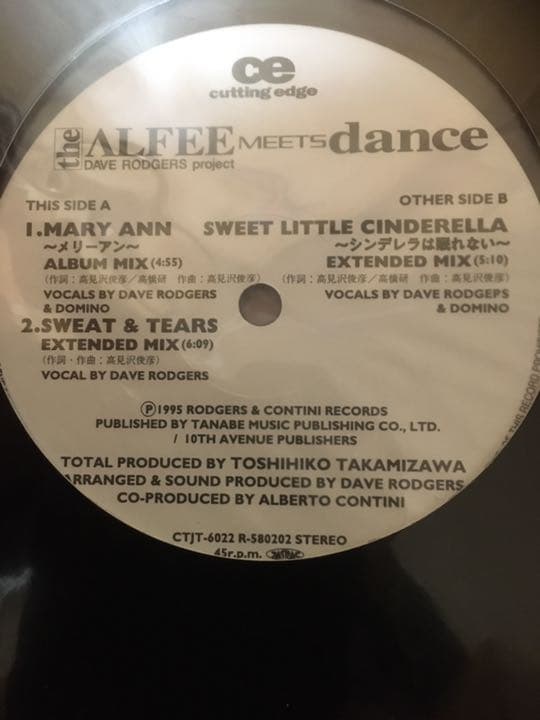 ce
cutting edge
the ALFEE MEETS dance
DAVE RODGERS project
THIS SIDE A
1.MARY ANN
〜メリーアン〜
ALBUM MIX (4:55)
(作詞：高見沢俊彦／高橋研 作曲：高見沢俊彦)
VOCALS BY DAVE RODGERS
& DOMINO
2.SWEAT & TEARS
EXTENDED MIX (6:09)
(作詞・作曲：高見沢俊彦)
VOCAL BY DAVE RODGERS
OTHER SIDE B
SWEET LITTLE CINDERELLA
〜シンデレラは眠れない〜
EXTENDED MIX (5:10)
(作詞：高見沢俊彦／高橋研 作曲：高見沢俊彦)
VOCALS BY DAVE RODGEPS
& DOMINO
Ⓟ1995 RODGERS & CONTINI RECORDS
PUBLISHED BY TANABE MUSIC PUBLISHING CO., LTD.
/ 10TH AVENUE PUBLISHERS
TOTAL PRODUCED BY TOSHIHIKO TAKAMIZAWA
ARRANGED & SOUND PRODUCED BY DAVE RODGERS
CO-PRODUCED BY ALBERTO CONTINI
CTJT-6022 R-580202 STEREO
45r.p.m.
OF THIS RECORD